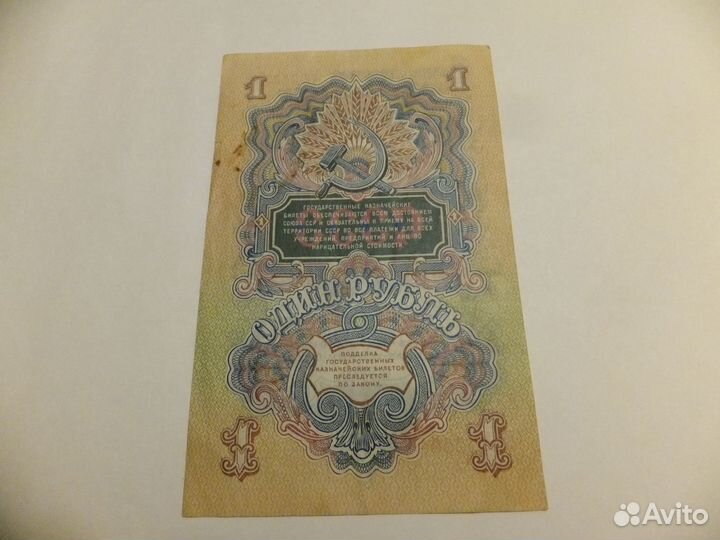 1 1
ГОСУДАРСТВЕННЫЕ КАЗНАЧЕЙСКИЕ
БИЛЕТЫ ОБЕСПЕЧИВАЮТСЯ ВСЕМ ДОСТОЯНИЕМ
СОЮЗА ССР И ОБЯЗАТЕЛЬНЫ К ПРИЕМУ НА ВСЕЙ
ТЕРРИТОРИИ СССР ВО ВСЕ ПЛАТЕЖИ ДЛЯ ВСЕХ
УЧРЕЖДЕНИЙ, ПРЕДПРИЯТИЙ И ЛИЦ ПО
НАРИЦАТЕЛЬНОЙ СТОИМОСТИ.
1 1
ОДИН РУБЛЬ
ПОДДЕЛКА
ГОСУДАРСТВЕННЫХ
КАЗНАЧЕЙСКИХ БИЛЕТОВ
ПРЕСЛЕДУЕТСЯ
ПО ЗАКОНУ.
1 1
Avito